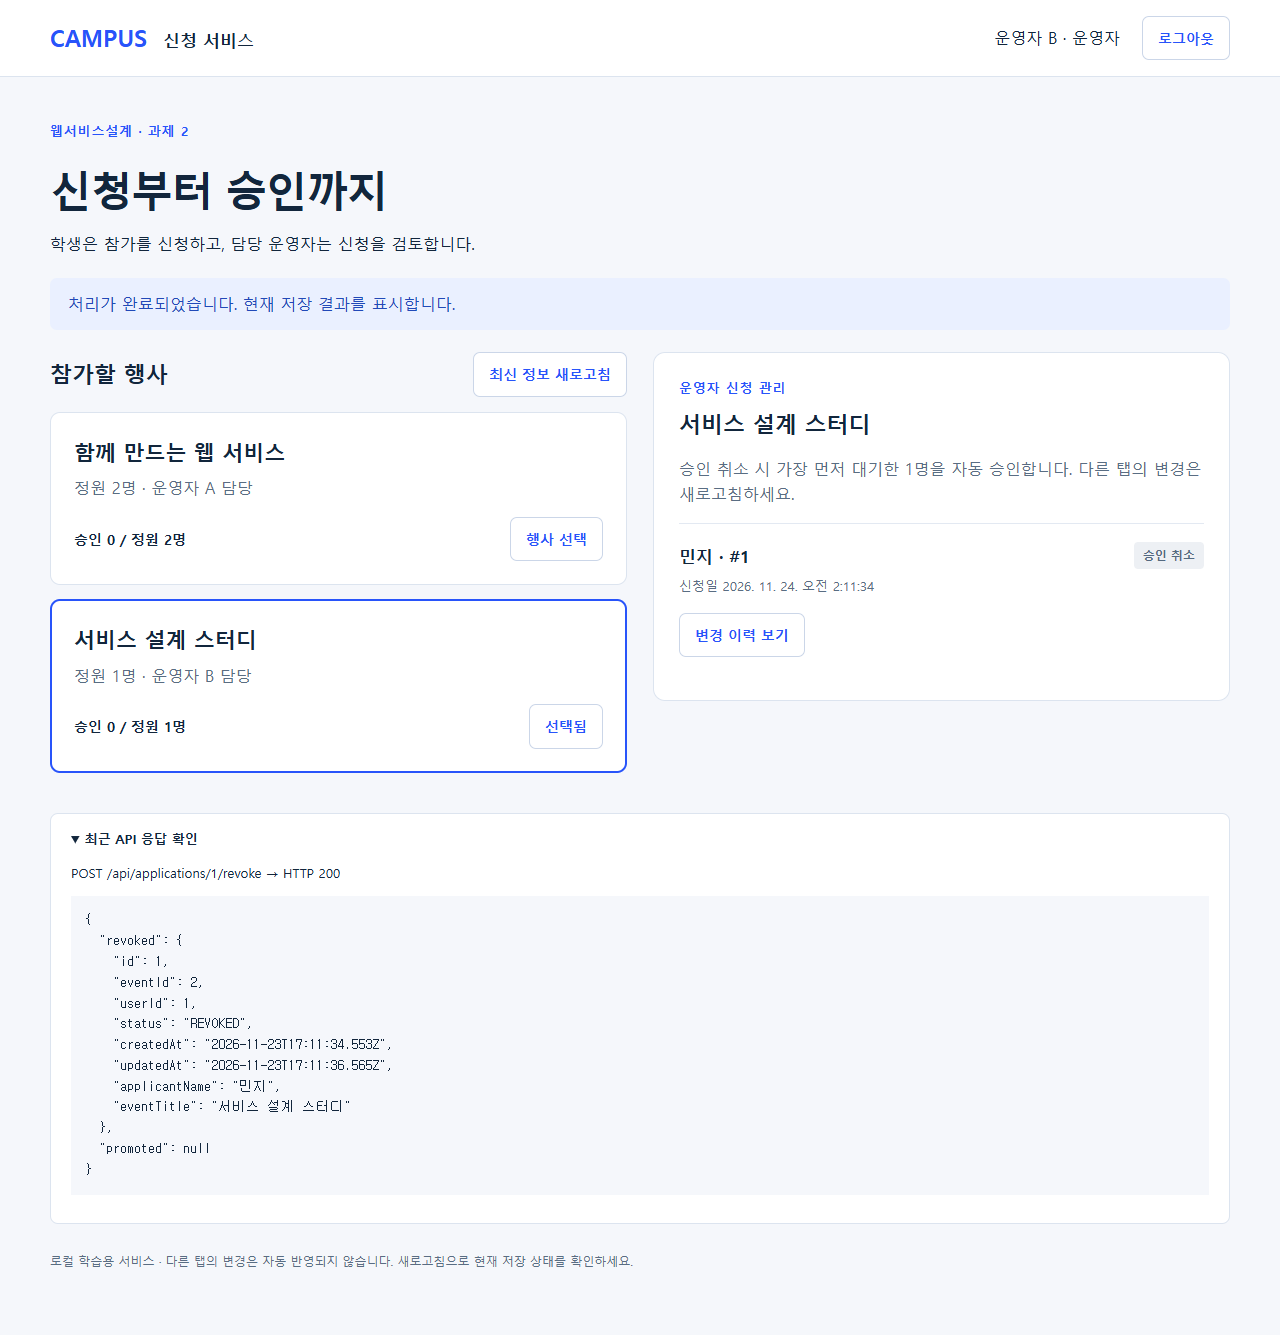 CAMPUS 신청 서비스
운영자 B · 운영자
로그아웃
웹서비스설계 · 과제 2
신청부터 승인까지
학생은 참가를 신청하고, 담당 운영자는 신청을 검토합니다.
처리가 완료되었습니다. 현재 저장 결과를 표시합니다.
참가할 행사
최신 정보 새로고침
함께 만드는 웹 서비스
정원 2명 · 운영자 A 담당
승인 0 / 정원 2명
행사 선택
서비스 설계 스터디
정원 1명 · 운영자 B 담당
승인 0 / 정원 1명
선택됨
운영자 신청 관리
서비스 설계 스터디
승인 취소 시 가장 먼저 대기한 1명을 자동 승인합니다. 다른 탭의 변경은
새로고침하세요.
민지 · #1
승인 취소
신청일 2026. 11. 24. 오전 2:11:34
변경 이력 보기
▼ 최근 API 응답 확인
POST /api/applications/1/revoke → HTTP 200
{
  "revoked": {
    "id": 1,
    "eventId": 2,
    "userId": 1,
    "status": "REVOKED",
    "createdAt": "2026-11-23T17:11:34.553Z",
    "updatedAt": "2026-11-23T17:11:36.565Z",
    "applicantName": "민지",
    "eventTitle": "서비스 설계 스터디"
  },
  "promoted": null
}
로컬 학습용 서비스 · 다른 탭의 변경은 자동 반영되지 않습니다. 새로고침으로 현재 저장 상태를 확인하세요.